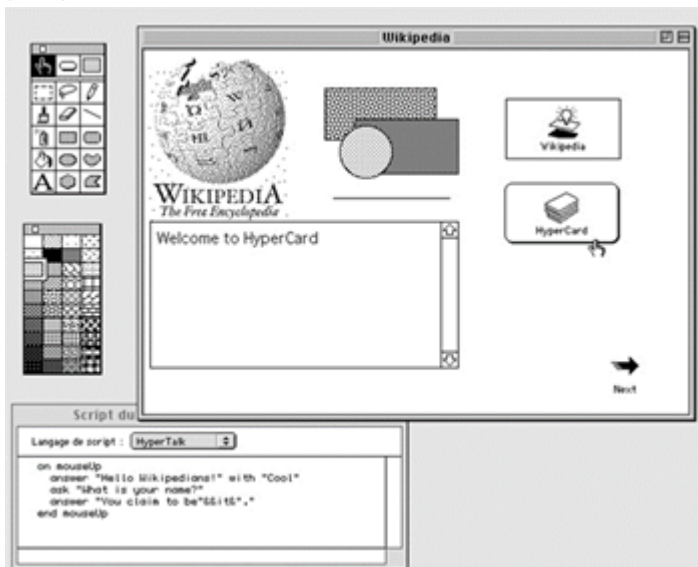 Wikipedia
WIKIPEDIA
The Free Encyclopedia
Wikipedia
HyperCard
Welcome to HyperCard
Next
A
Script du
Langage de script : HyperTalk
on mouseUp
answer "Hello Wikipedians!" with "Cool"
ask "What is your name?"
answer "You claim to be"&&it&"."
end mouseUp